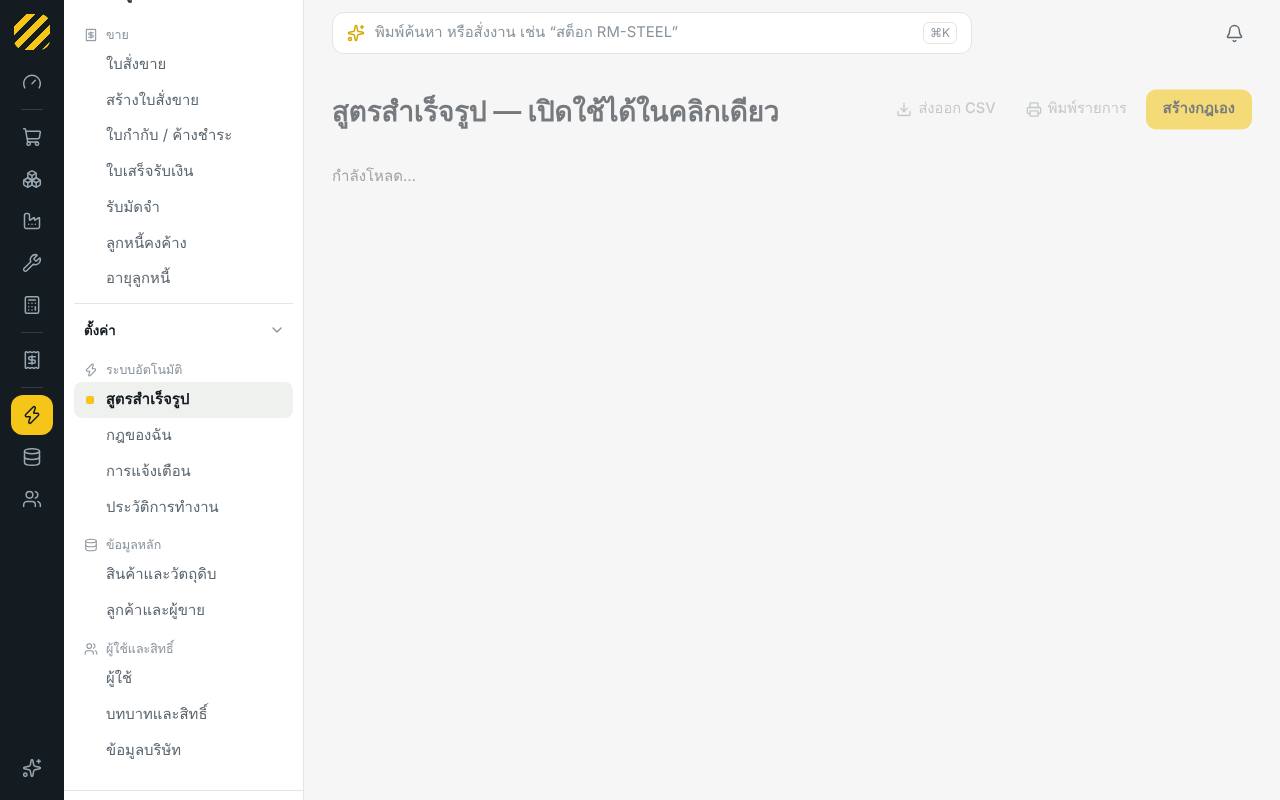 ขาย
ใบสั่งขาย
สร้างใบสั่งขาย
ใบกำกับ / ค้างชำระ
ใบเสร็จรับเงิน
รับมัดจำ
ลูกหนี้คงค้าง
อายุลูกหนี้
ตั้งค่า
ระบบอัตโนมัติ
สูตรสำเร็จรูป
กฎของฉัน
การแจ้งเตือน
ประวัติการทำงาน
ข้อมูลหลัก
สินค้าและวัตถุดิบ
ลูกค้าและผู้ขาย
ผู้ใช้และสิทธิ์
ผู้ใช้
บทบาทและสิทธิ์
ข้อมูลบริษัท
พิมพ์ค้นหา หรือสั่งงาน เช่น “สต็อก RM-STEEL”
⌘K
สูตรสำเร็จรูป — เปิดใช้ได้ในคลิกเดียว
ส่งออก CSV
พิมพ์รายการ
สร้างกฎเอง
กำลังโหลด...